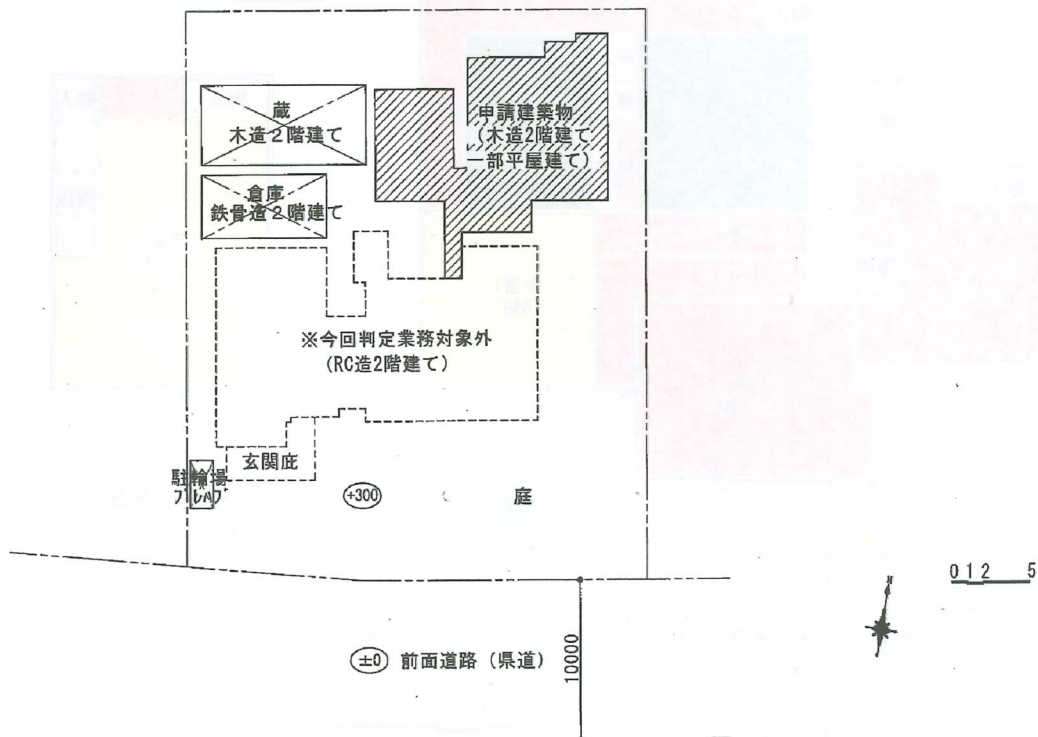 蔵
木造2階建て
申請建築物
(木造2階建て
一部平屋建て)
倉庫
鉄骨造2階建て
※今回判定業務対象外
(RC造2階建て)
玄関庇
駐輪場
プレハブ
+300
庭
N
0 1 2 5
±0 前面道路（県道）
10000